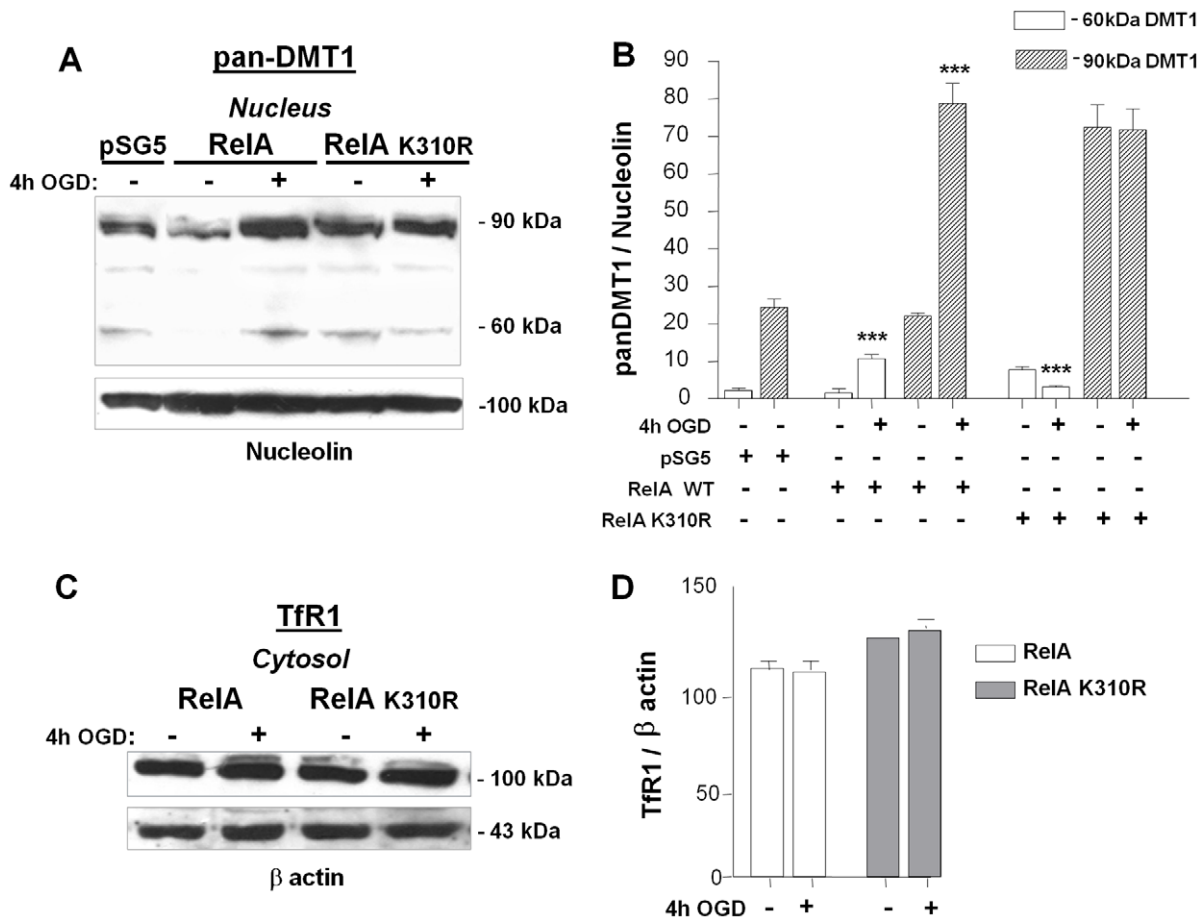 A
pan-DMT1
Nucleus
pSG5 RelA RelA K310R
4h OGD: - - + - +
- 90 kDa
- 60 kDa
-100 kDa
Nucleolin
B
- 60kDa DMT1
- 90kDa DMT1
panDMT1 / Nucleolin
90
80
70
60
50
40
30
20
10
0
*** *** ***
4h OGD - - - + - + - + - +
pSG5 + + - - - - - - - -
RelA WT - - + + + + - - - -
RelA K310R - - - - - - + + + +
C
TfR1
Cytosol
RelA RelA K310R
4h OGD: - + - +
- 100 kDa
- 43 kDa
β actin
D
TfR1 / β actin
150
100
50
0
4h OGD - + - +
RelA
RelA K310R